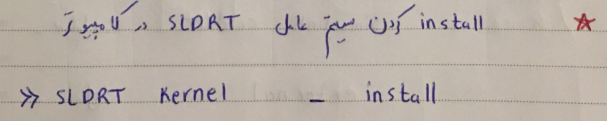 ☆ install کردن سیستم عامل SLDRT در کامپیوتر
>> SLDRT Kernel _ install